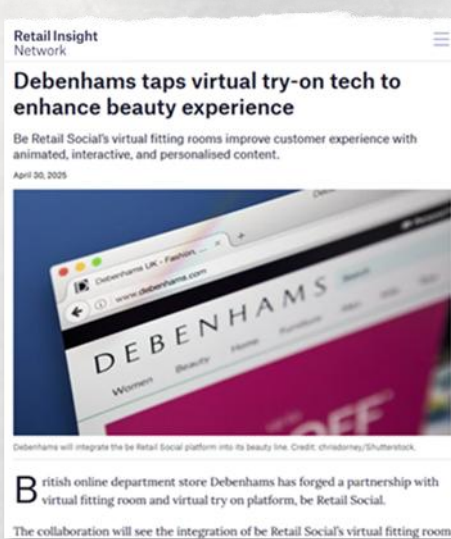 Retail Insight
Network
Debenhams taps virtual try-on tech to
enhance beauty experience
Be Retail Social's virtual fitting rooms improve customer experience with
animated, interactive, and personalised content.
April 30, 2025
Debenhams UK - Fashion, ...
www.debenhams.com
DEBENHAMS
Women Beauty Home Furniture
OFF
Debenhams will integrate the be Retail Social platform into its beauty line. Credit: chrisdorney/Shutterstock.
British online department store Debenhams has forged a partnership with
virtual fitting room and virtual try on platform, be Retail Social.
The collaboration will see the integration of be Retail Social's virtual fitting room